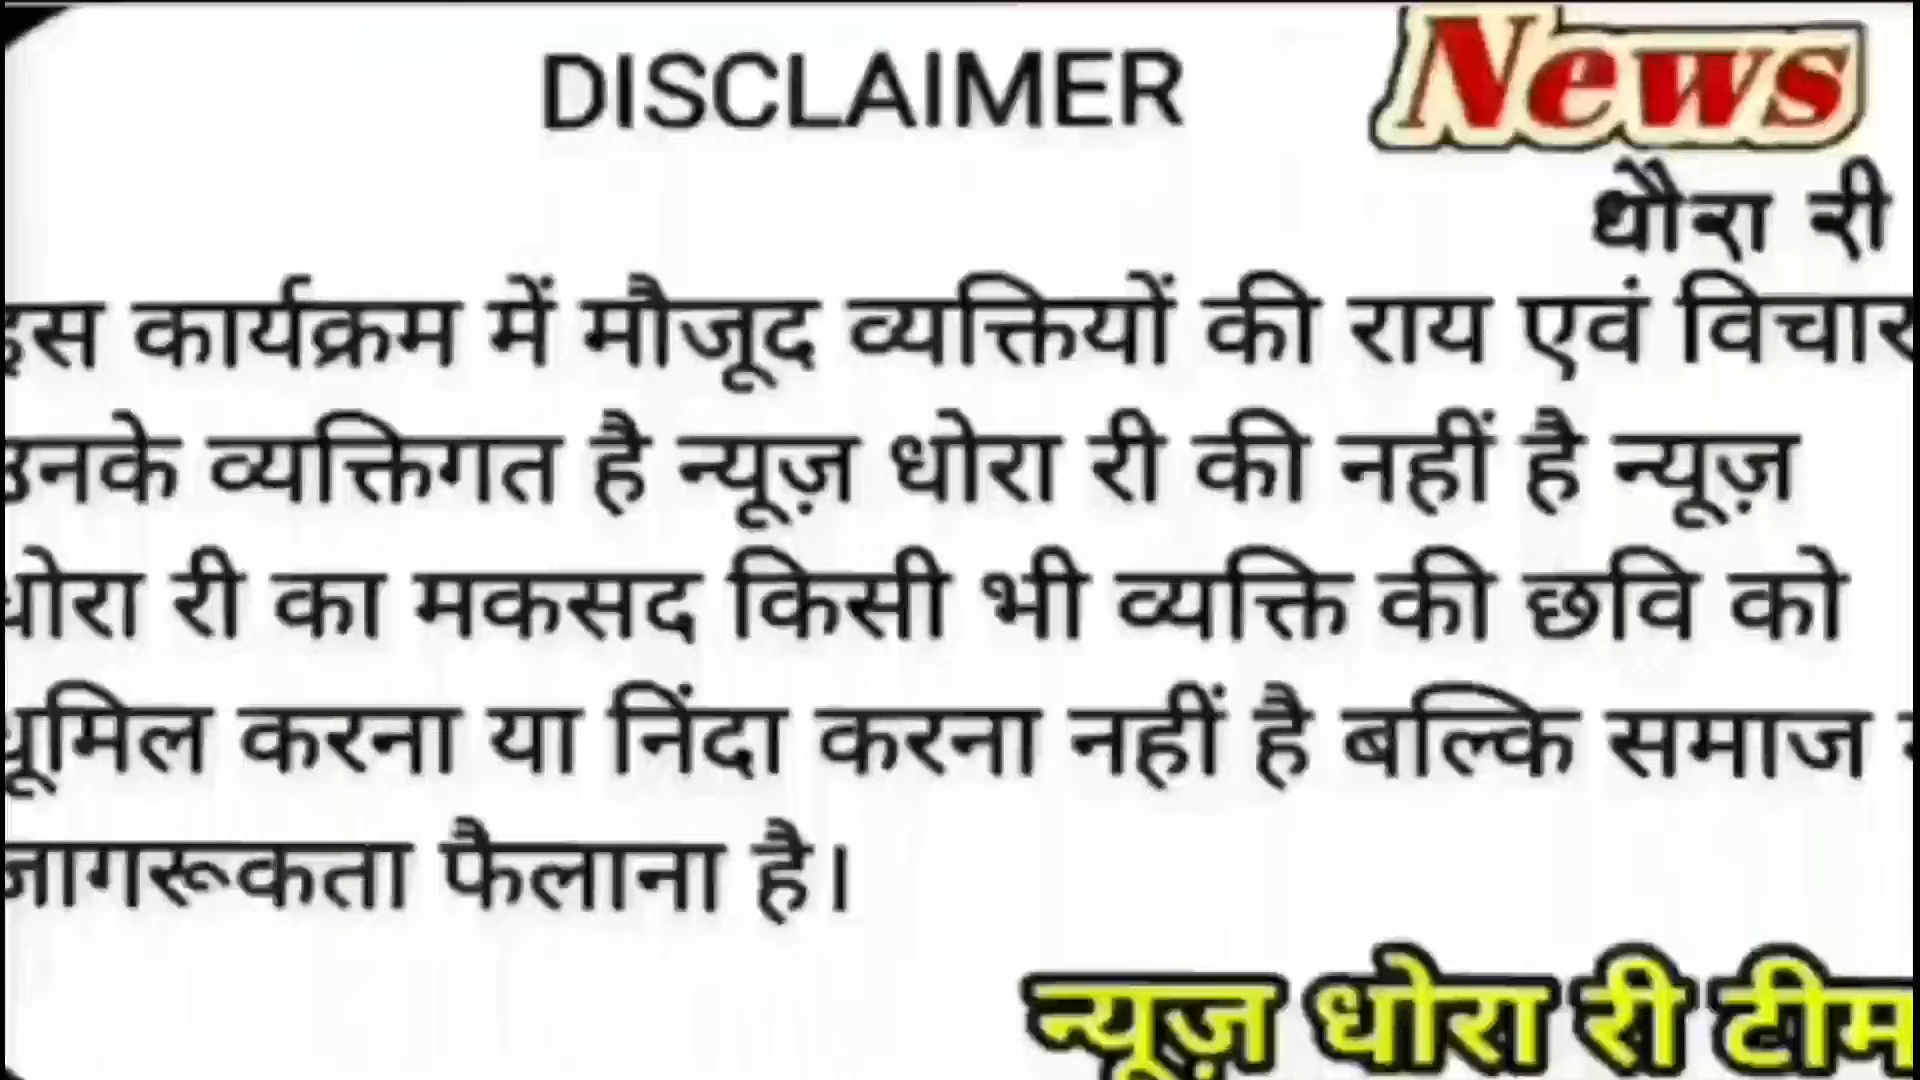 DISCLAIMER
News
धौरा री
इस कार्यक्रम में मौजूद व्यक्तियों की राय एवं विचार
उनके व्यक्तिगत है न्यूज़ धोरा री की नहीं है न्यूज़
धोरा री का मकसद किसी भी व्यक्ति की छवि को
धूमिल करना या निंदा करना नहीं है बल्कि समाज
जागरूकता फैलाना है।
न्यूज़ धोरा री टीम